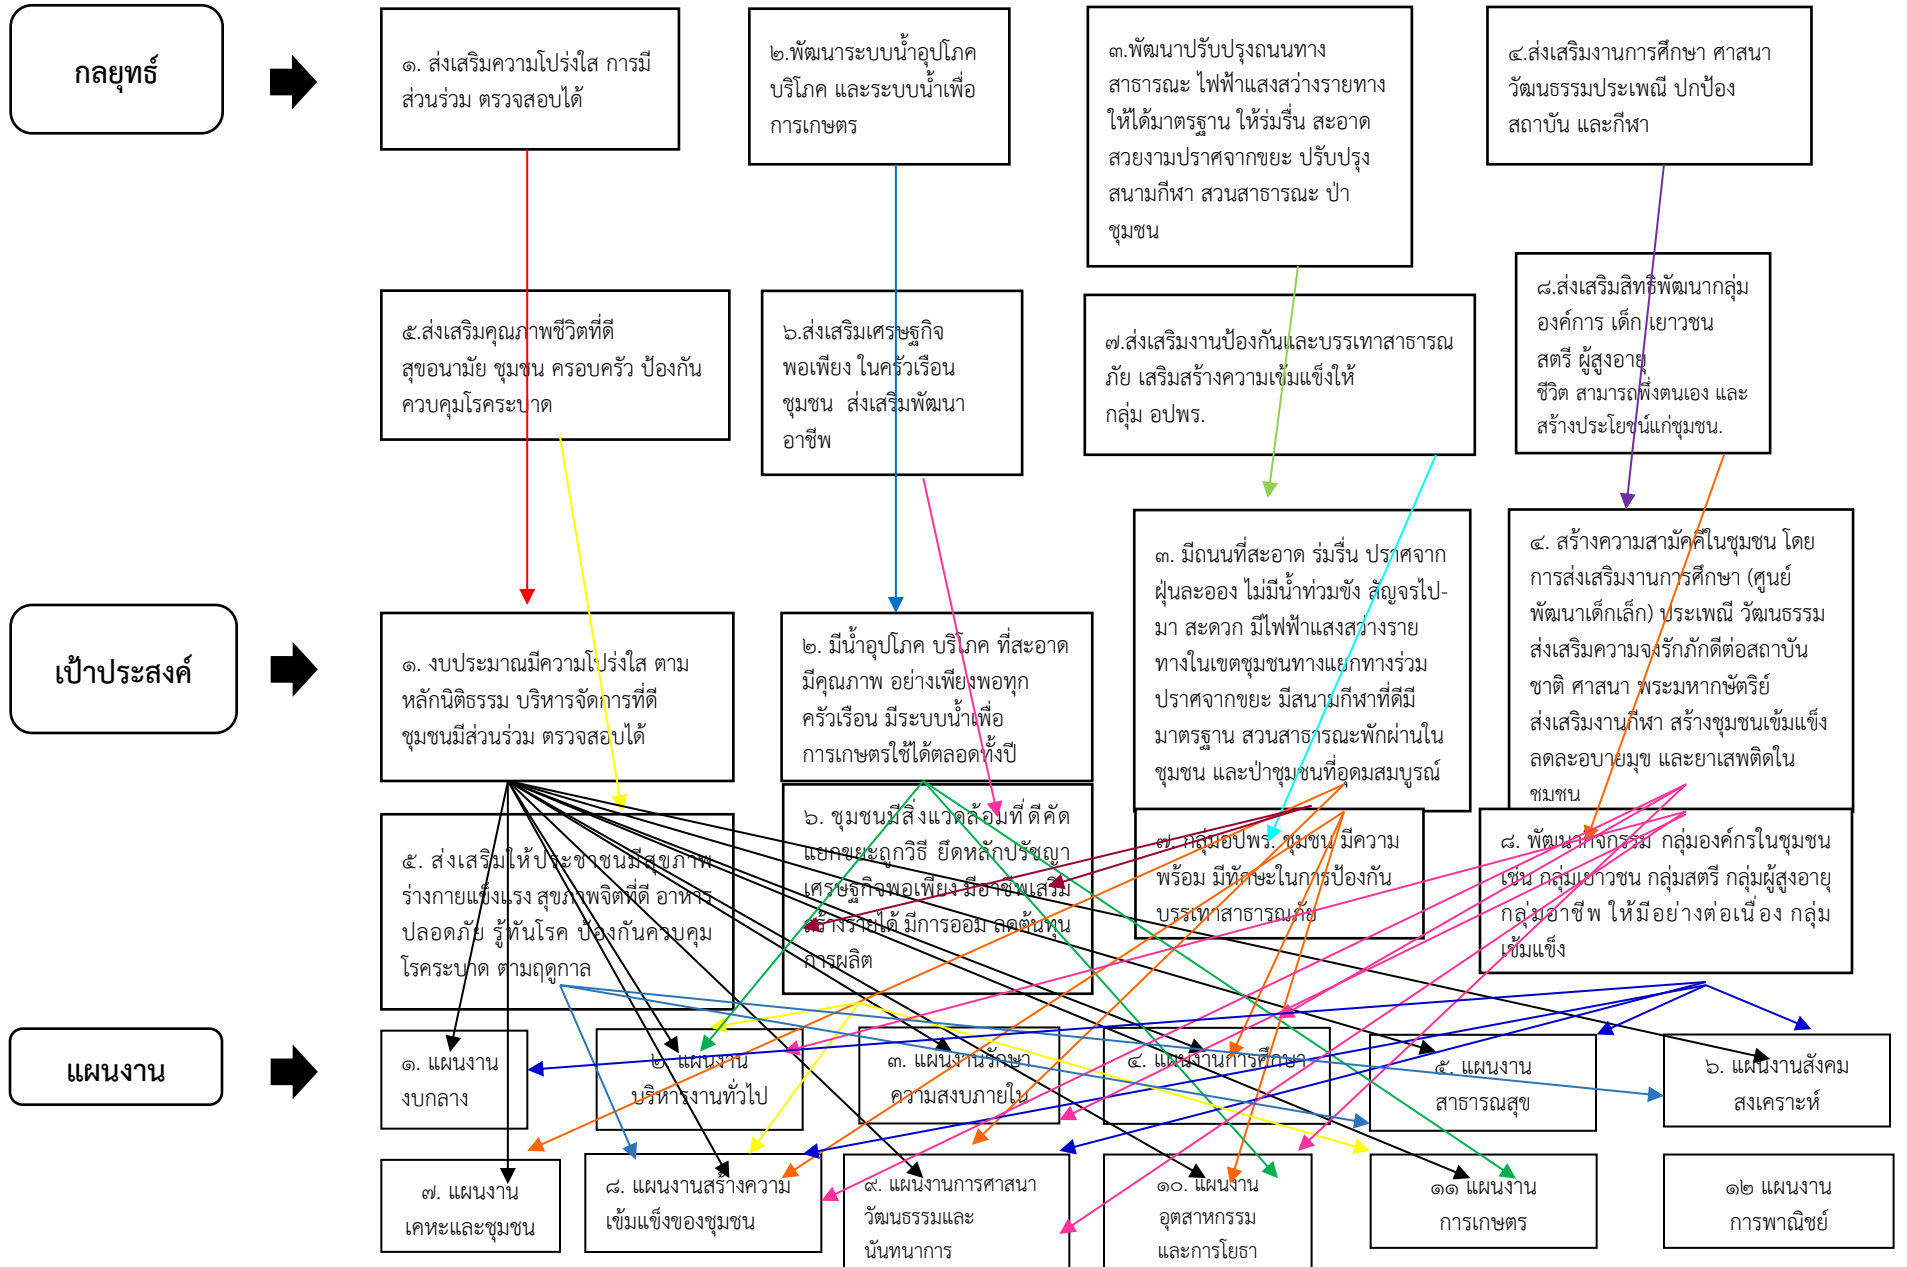 กลยุทธ์
๑. ส่งเสริมความโปร่งใส การมี
ส่วนร่วม ตรวจสอบได้
๒.พัฒนาระบบน้ำอุปโภค
บริโภค และระบบน้ำเพื่อ
การเกษตร
๓.พัฒนาปรับปรุงถนนทาง
สาธารณะ ไฟฟ้าแสงสว่างรายทาง
ให้ได้มาตรฐาน ให้ร่มรื่น สะอาด
สวยงามปราศจากขยะ ปรับปรุง
สนามกีฬา สวนสาธารณะ ป่า
ชุมชน
๔.ส่งเสริมงานการศึกษา ศาสนา
วัฒนธรรมประเพณี ปกป้อง
สถาบัน และกีฬา
๕.ส่งเสริมคุณภาพชีวิตที่ดี
สุขอนามัย ชุมชน ครอบครัว ป้องกัน
ควบคุมโรคระบาด
๖.ส่งเสริมเศรษฐกิจ
พอเพียง ในครัวเรือน
ชุมชน ส่งเสริมพัฒนา
อาชีพ
๗.ส่งเสริมงานป้องกันและบรรเทาสาธารณ
ภัย เสริมสร้างความเข้มแข็งให้
กลุ่ม อปพร.
๘.ส่งเสริมสิทธิพัฒนากลุ่ม
องค์การ เด็ก เยาวชน
สตรี ผู้สูงอายุ
ชีวิต สามารถพึ่งตนเอง และ
สร้างประโยชน์แก่ชุมชน.
เป้าประสงค์
๑. งบประมาณมีความโปร่งใส ตาม
หลักนิติธรรม บริหารจัดการที่ดี
ชุมชนมีส่วนร่วม ตรวจสอบได้
๒. มีน้ำอุปโภค บริโภค ที่สะอาด
มีคุณภาพ อย่างเพียงพอทุก
ครัวเรือน มีระบบน้ำเพื่อ
การเกษตรใช้ได้ตลอดทั้งปี
๓. มีถนนที่สะอาด ร่มรื่น ปราศจาก
ฝุ่นละออง ไม่มีน้ำท่วมขัง สัญจรไป-
มา สะดวก มีไฟฟ้าแสงสว่างราย
ทางในเขตชุมชนทางแยกทางร่วม
ปราศจากขยะ มีสนามกีฬาที่ดีมี
มาตรฐาน สวนสาธารณะพักผ่านใน
ชุมชน และป่าชุมชนที่อุดมสมบูรณ์
๔. สร้างความสามัคคีในชุมชน โดย
การส่งเสริมงานการศึกษา (ศูนย์
พัฒนาเด็กเล็ก) ประเพณี วัฒนธรรม
ส่งเสริมความจงรักภักดีต่อสถาบัน
ชาติ ศาสนา พระมหากษัตริย์
ส่งเสริมงานกีฬา สร้างชุมชนเข้มแข็ง
ลดละอบายมุข และยาเสพติดใน
ชุมชน
๕. ส่งเสริมให้ประชาชนมีสุขภาพ
ร่างกายแข็งแรง สุขภาพจิตที่ดี อาหาร
ปลอดภัย รู้ทันโรค ป้องกันควบคุม
โรคระบาด ตามฤดูกาล
๖. ชุมชนมีสิ่งแวดล้อมที่ดีคัด
แยกขยะถูกวิธี ยึดหลักปรัชญา
เศรษฐกิจพอเพียง มีอาชีพเสริม
สร้างรายได้ มีการออม ลดต้นทุน
การผลิต
๗. กลุ่มอปพร. ชุมชน มีความ
พร้อม มีทักษะในการป้องกัน
บรรเทาสาธารณภัย
๘. พัฒนากิจกรรม กลุ่มองค์กรในชุมชน
เช่น กลุ่มเยาวชน กลุ่มสตรี กลุ่มผู้สูงอายุ
กลุ่มอาชีพ ให้มีอย่างต่อเนื่อง กลุ่ม
เข้มแข็ง
แผนงาน
๑. แผนงาน
งบกลาง
๒. แผนงาน
บริหารงานทั่วไป
๓. แผนงานรักษา
ความสงบภายใน
๔. แผนงานการศึกษา
๕. แผนงาน
สาธารณสุข
๖. แผนงานสังคม
สงเคราะห์
๗. แผนงาน
เคหะและชุมชน
๘. แผนงานสร้างความ
เข้มแข็งของชุมชน
๙. แผนงานการศาสนา
วัฒนธรรมและ
นันทนาการ
๑๐. แผนงาน
อุตสาหกรรม
และการโยธา
๑๑ แผนงาน
การเกษตร
๑๒ แผนงาน
การพาณิชย์